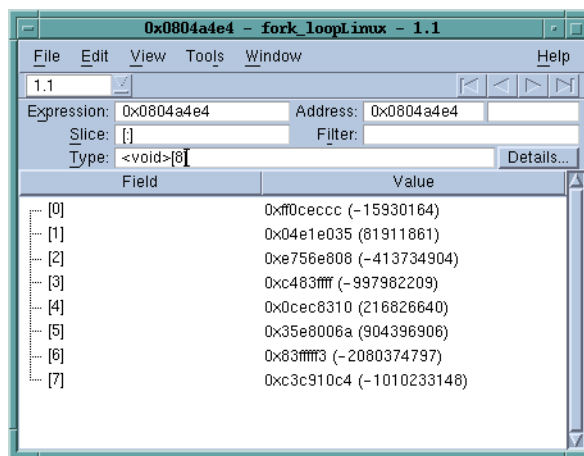 0x0804a4e4 - fork_loopLinux - 1.1
File Edit View Tools Window Help
1.1
Expression: 0x0804a4e4 Address: 0x0804a4e4
Slice: [:] Filter:
Type: <void>[8 Details...
Field Value
[0] 0xff0ceccc (-15930164)
[1] 0x04e1e035 (81911861)
[2] 0xe756e808 (-413734904)
[3] 0xc483ffff (-997982209)
[4] 0x0cec8310 (216826640)
[5] 0x35e8006a (904396906)
[6] 0x83fffff3 (-2080374797)
[7] 0xc3c910c4 (-1010233148)